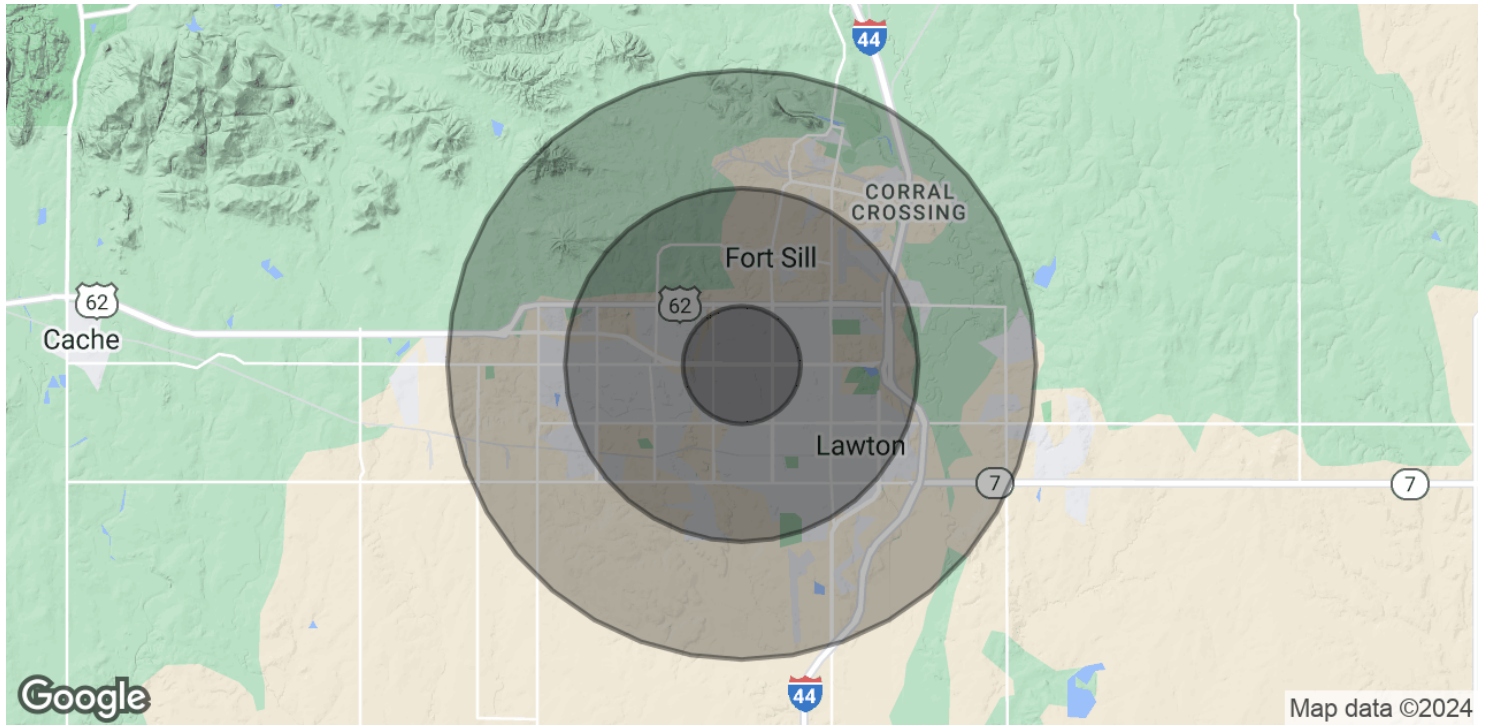 44
CORRAL
CROSSING
Fort Sill
62
62
Cache
Lawton
7
7
44
Google
Map data ©2024